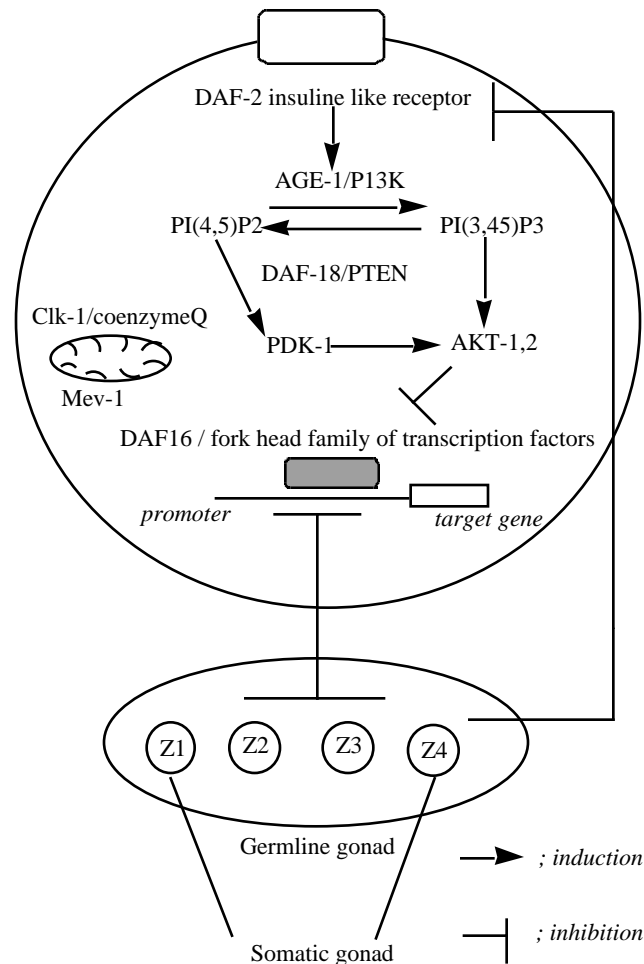 DAF-2 insuline like receptor
AGE-1/P13K
PI(4,5)P2 PI(3,45)P3
DAF-18/PTEN
Clk-1/coenzymeQ
PDK-1 AKT-1,2
Mev-1
DAF16 / fork head family of transcription factors
promoter target gene
Z1 Z2 Z3 Z4
Germline gonad
; induction
; inhibition
Somatic gonad